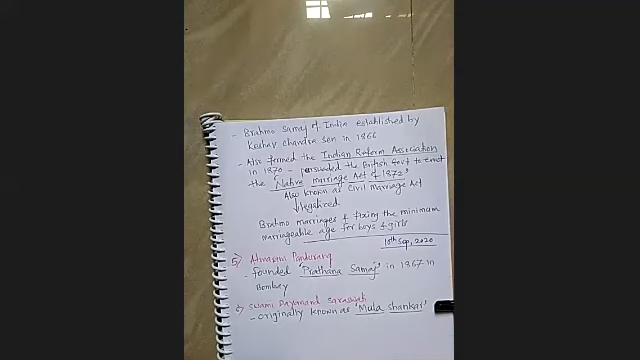 - Brahmo Samaj of India established by
Keshav Chandra Sen in 1866
- Also formed the Indian Reform Association
in 1870 - persuaded the British Govt to enact
the 'Native marriage Act of 1872'
Also known as Civil Marriage Act
↓legalized
Brahmo marriages & fixing the minimum
marriageable age for boys & girls
15th Sep, 2020
5) Atmaram Pandurang
- founded 'Prathana Samaj' in 1867 in
Bombay
6) Swami Dayanand Saraswati
- originally known as 'Mula Shankar'